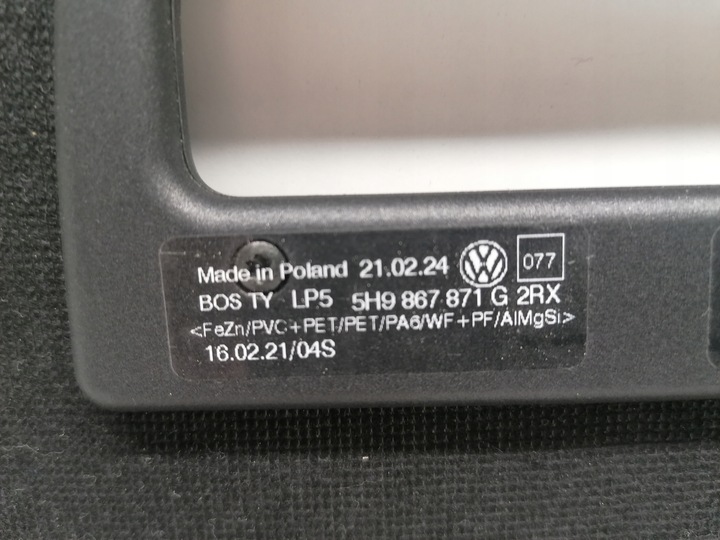 Made in Poland 21.02.24 VW 077
BOS TY LP5 5H9 867 871 G 2RX
<FeZn/PVC+PET/PET/PA6/WF+PF/AlMgSi>
16.02.21/04S